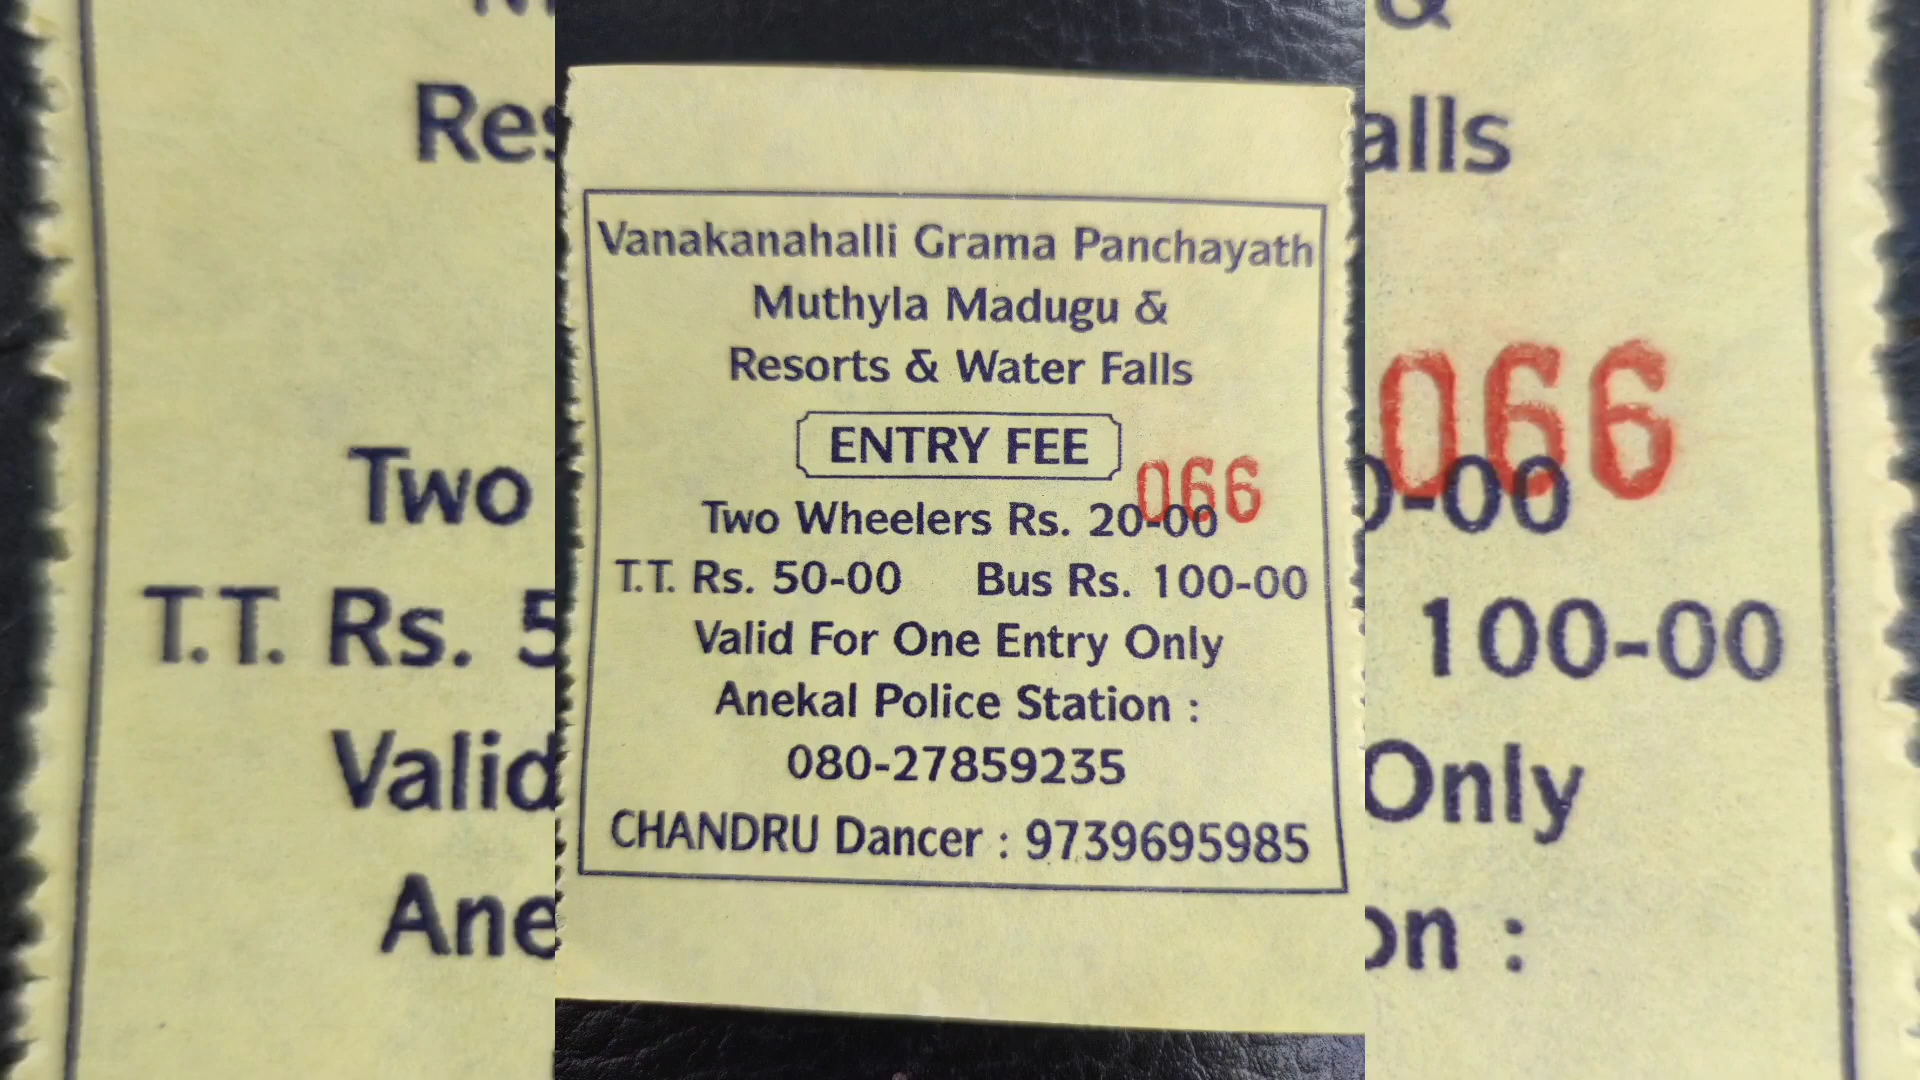 Vanakanahalli Grama Panchayath
Muthyla Madugu &
Resorts & Water Falls
ENTRY FEE
066
Two Wheelers Rs. 20-00
T.T. Rs. 50-00 Bus Rs. 100-00
Valid For One Entry Only
Anekal Police Station :
080-27859235
CHANDRU Dancer : 9739695985